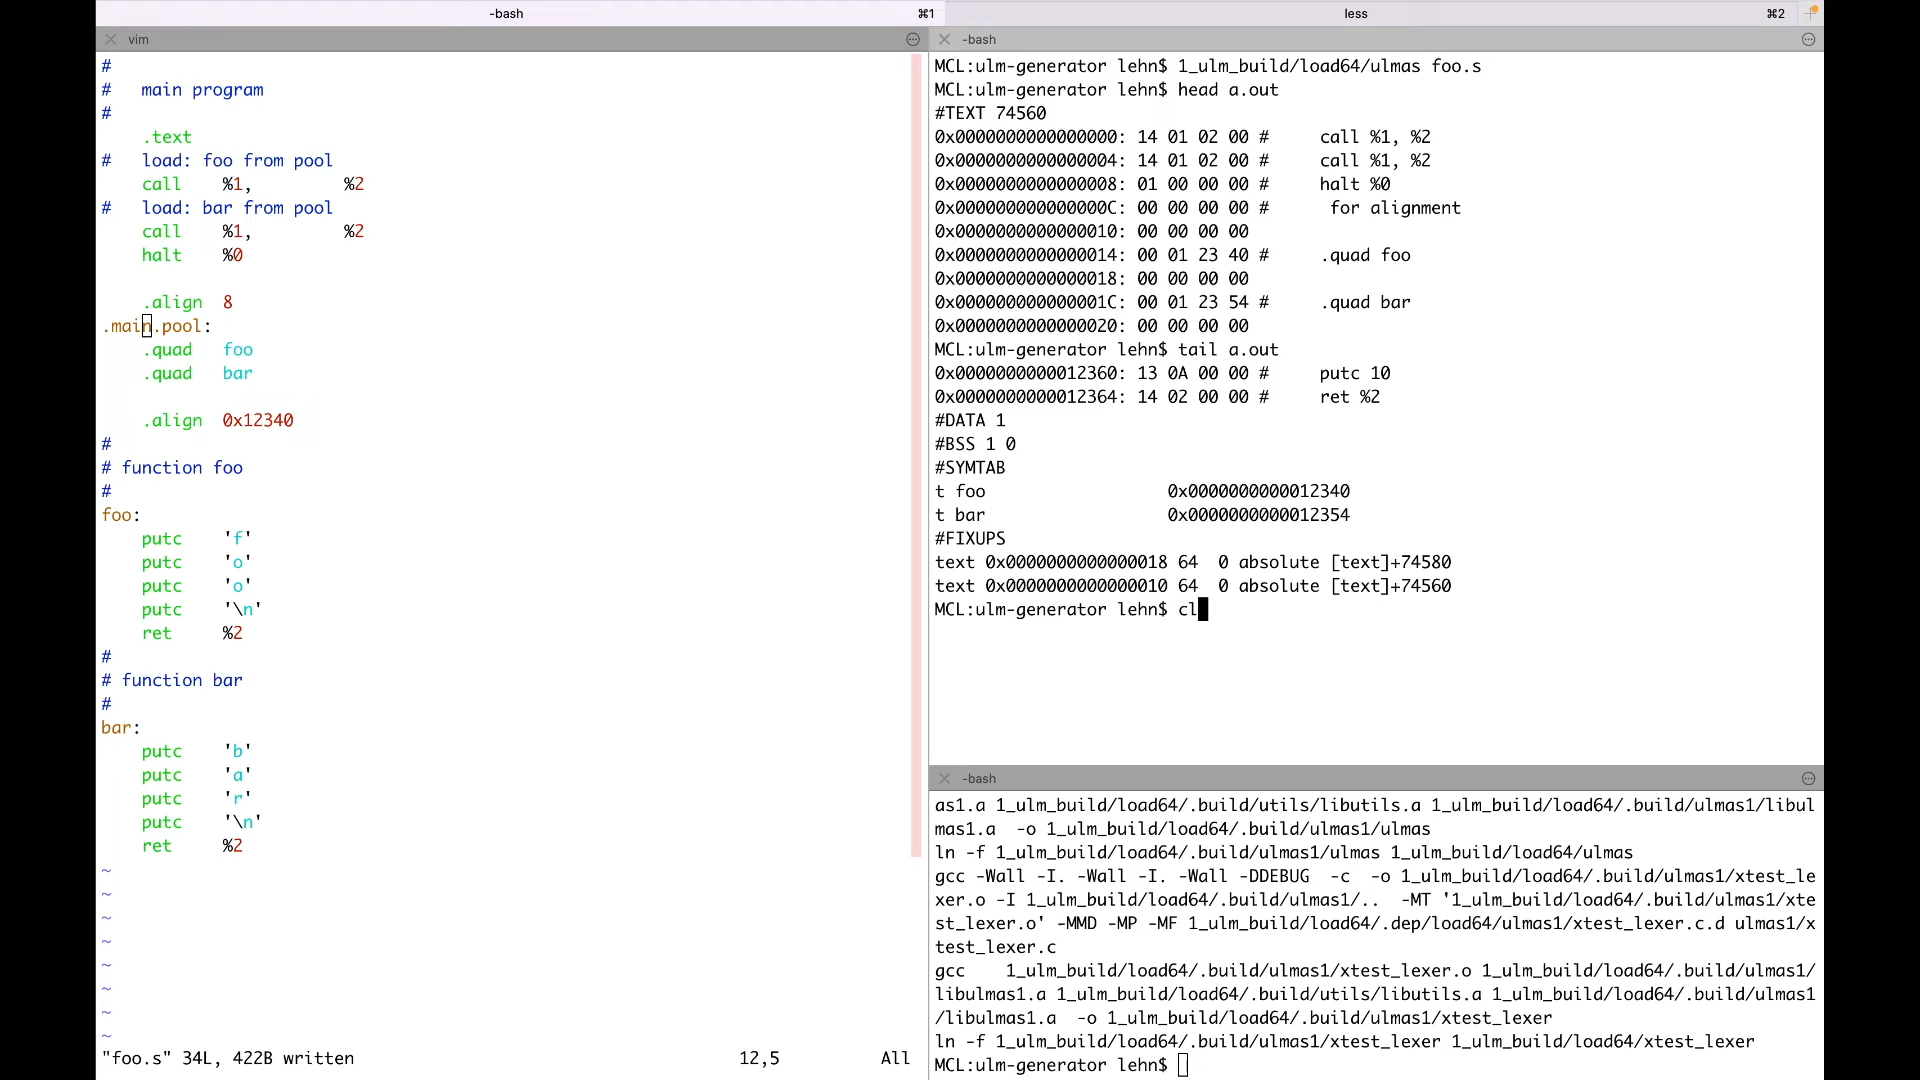 -bash ⌘1
less ⌘2
vim
#
#   main program
#
    .text
#   load: foo from pool
    call    %1,         %2
#   load: bar from pool
    call    %1,         %2
    halt    %0
    .align  8
.main.pool:
    .quad   foo
    .quad   bar
    .align  0x12340
#
# function foo
#
foo:
    putc    'f'
    putc    'o'
    putc    'o'
    putc    '\n'
    ret     %2
#
# function bar
#
bar:
    putc    'b'
    putc    'a'
    putc    'r'
    putc    '\n'
    ret     %2
~
~
~
~
~
~
~
~
"foo.s" 34L, 422B written 12,5 All
-bash
MCL:ulm-generator lehn$ 1_ulm_build/load64/ulmas foo.s
MCL:ulm-generator lehn$ head a.out
#TEXT 74560
0x0000000000000000: 14 01 02 00 #     call %1, %2
0x0000000000000004: 14 01 02 00 #     call %1, %2
0x0000000000000008: 01 00 00 00 #     halt %0
0x000000000000000C: 00 00 00 00 #      for alignment
0x0000000000000010: 00 00 00 00
0x0000000000000014: 00 01 23 40 #     .quad foo
0x0000000000000018: 00 00 00 00
0x000000000000001C: 00 01 23 54 #     .quad bar
0x0000000000000020: 00 00 00 00
MCL:ulm-generator lehn$ tail a.out
0x0000000000012360: 13 0A 00 00 #     putc 10
0x0000000000012364: 14 02 00 00 #     ret %2
#DATA 1
#BSS 1 0
#SYMTAB
t foo                  0x0000000000012340
t bar                  0x0000000000012354
#FIXUPS
text 0x0000000000000018 64  0 absolute [text]+74580
text 0x0000000000000010 64  0 absolute [text]+74560
MCL:ulm-generator lehn$ cl
-bash
as1.a 1_ulm_build/load64/.build/utils/libutils.a 1_ulm_build/load64/.build/ulmas1/libul
mas1.a  -o 1_ulm_build/load64/.build/ulmas1/ulmas
ln -f 1_ulm_build/load64/.build/ulmas1/ulmas 1_ulm_build/load64/ulmas
gcc -Wall -I. -Wall -I. -Wall -DDEBUG  -c  -o 1_ulm_build/load64/.build/ulmas1/xtest_le
xer.o -I 1_ulm_build/load64/.build/ulmas1/..  -MT '1_ulm_build/load64/.build/ulmas1/xte
st_lexer.o' -MMD -MP -MF 1_ulm_build/load64/.dep/load64/ulmas1/xtest_lexer.c.d ulmas1/x
test_lexer.c
gcc    1_ulm_build/load64/.build/ulmas1/xtest_lexer.o 1_ulm_build/load64/.build/ulmas1/
libulmas1.a 1_ulm_build/load64/.build/utils/libutils.a 1_ulm_build/load64/.build/ulmas1
/libulmas1.a  -o 1_ulm_build/load64/.build/ulmas1/xtest_lexer
ln -f 1_ulm_build/load64/.build/ulmas1/xtest_lexer 1_ulm_build/load64/xtest_lexer
MCL:ulm-generator lehn$